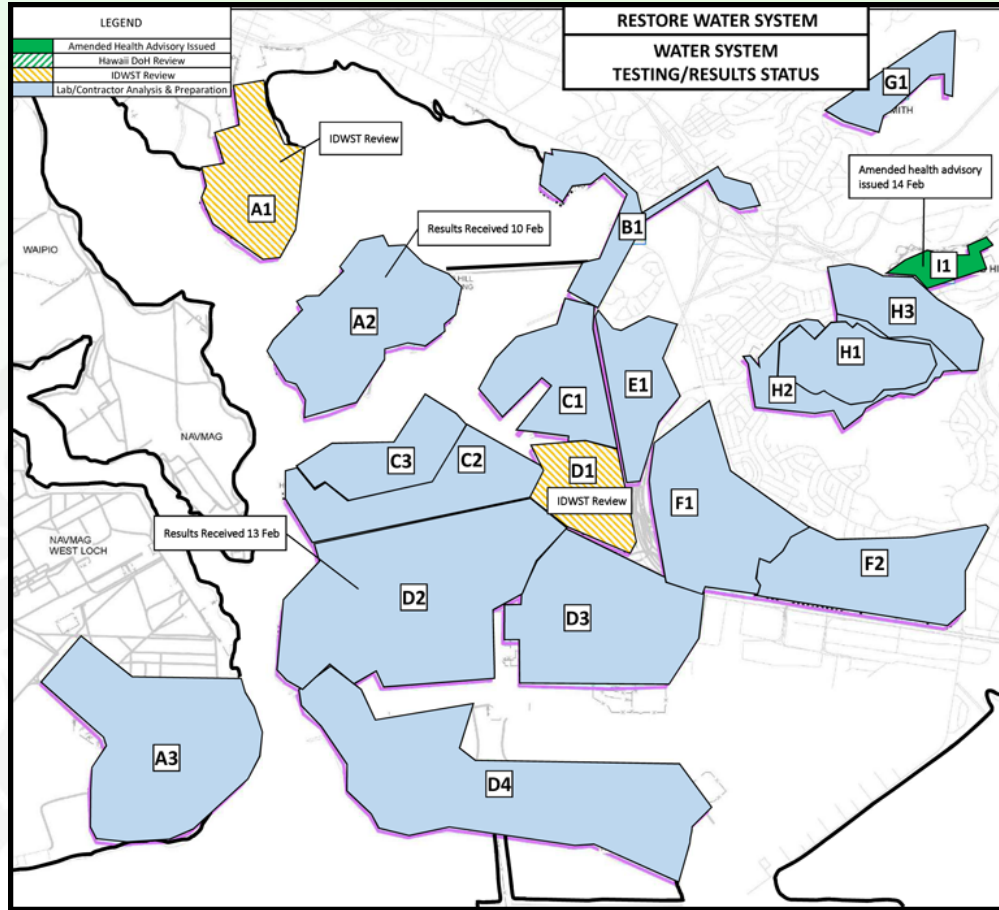 LEGEND
Amended Health Advisory Issued
Hawaii DoH Review
IDWST Review
Lab/Contractor Analysis & Preparation
RESTORE WATER SYSTEM
WATER SYSTEM
TESTING/RESULTS STATUS
G1
IDWST Review
A1
Amended health advisory
issued 14 Feb
B1
Results Received 10 Feb
WAIPIO
I1
A2
H3
H1
E1
H2
C1
NAVMAG
C3
C2
D1
IDWST Review
F1
Results Received 13 Feb
NAVMAG
WEST LOCH
F2
D2
D3
A3
D4